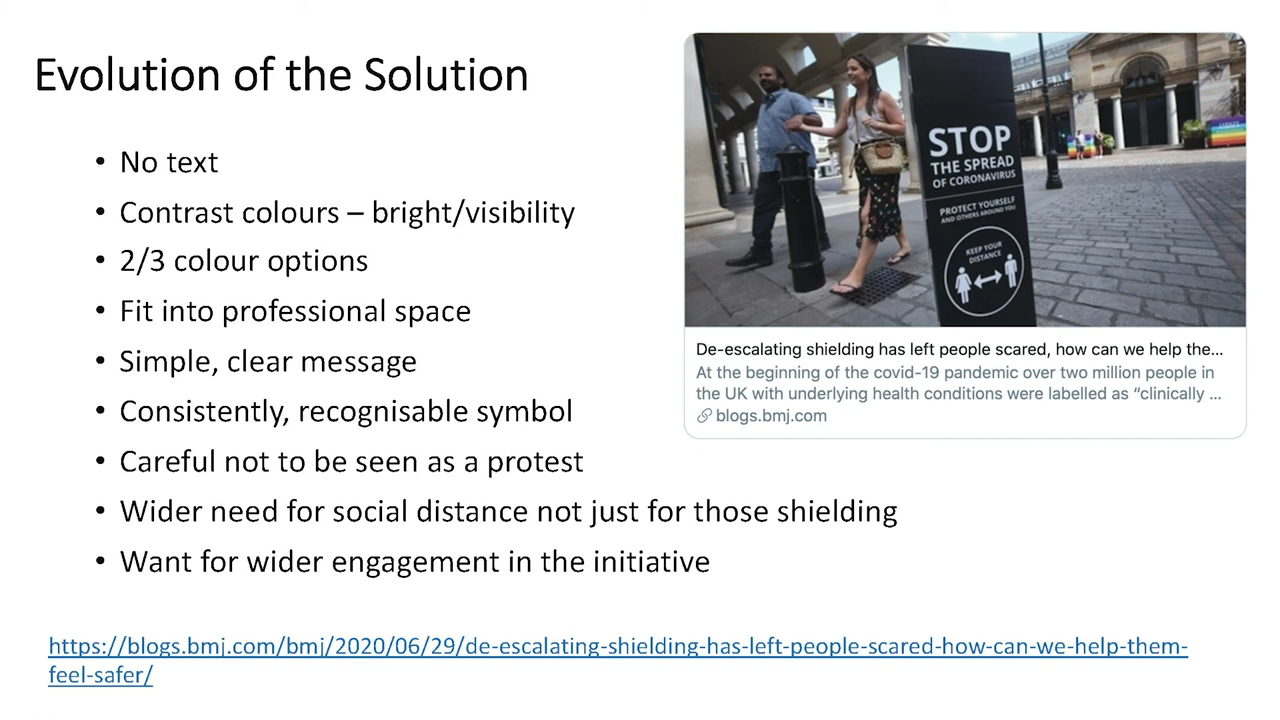 Evolution of the Solution
• No text
• Contrast colours – bright/visibility
• 2/3 colour options
• Fit into professional space
• Simple, clear message
• Consistently, recognisable symbol
• Careful not to be seen as a protest
• Wider need for social distance not just for those shielding
• Want for wider engagement in the initiative
STOP
THE SPREAD
OF CORONAVIRUS
PROTECT YOURSELF
AND OTHERS AROUND YOU
KEEP YOUR
DISTANCE
De-escalating shielding has left people scared, how can we help the...
At the beginning of the covid-19 pandemic over two million people in
the UK with underlying health conditions were labelled as “clinically ...
blogs.bmj.com
https://blogs.bmj.com/bmj/2020/06/29/de-escalating-shielding-has-left-people-scared-how-can-we-help-them-
feel-safer/